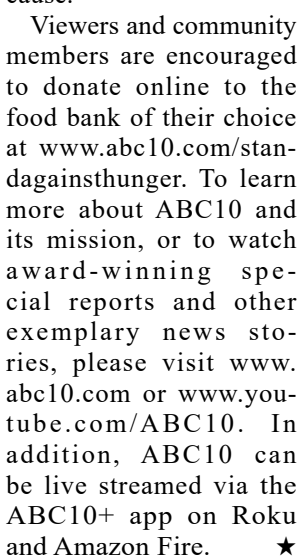 cause.
Viewers and community
members are encouraged
to donate online to the
food bank of their choice
at www.abc10.com/stan-
dagainsthunger. To learn
more about ABC10 and
its mission, or to watch
award-winning spe-
cial reports and other
exemplary news sto-
ries, please visit www.
abc10.com or www.you-
tube.com/ABC10. In
addition, ABC10 can
be live streamed via the
ABC10+ app on Roku
and Amazon Fire. ★